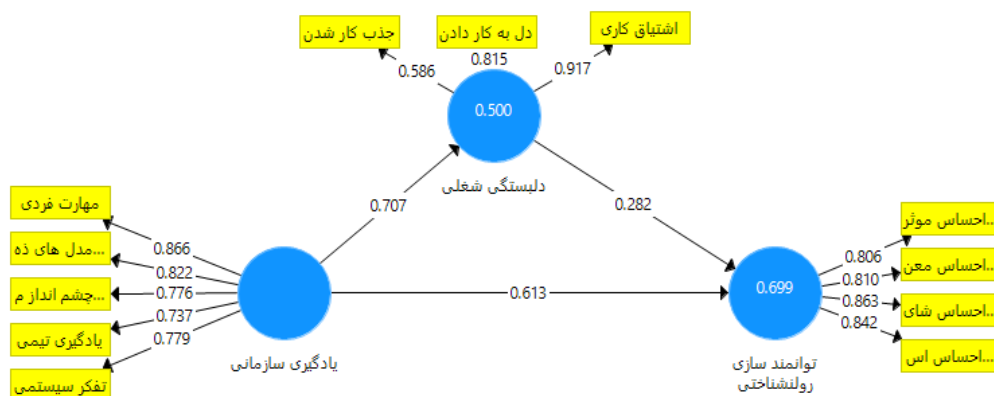 جذب کار شدن
دل به کار دادن
اشتیاق کاری
0.586
0.815
0.917
0.500
دلبستگی شغلی
0.707
0.282
مهارت فردی
مدل های ذه...
چشم انداز م...
یادگیری تیمی
تفکر سیستمی
0.866
0.822
0.776
0.737
0.779
یادگیری سازمانی
0.613
0.699
توانمند سازی
رولنشناختی
0.806
0.810
0.863
0.842
احساس موثر...
احساس معن...
احساس شای...
احساس اس...